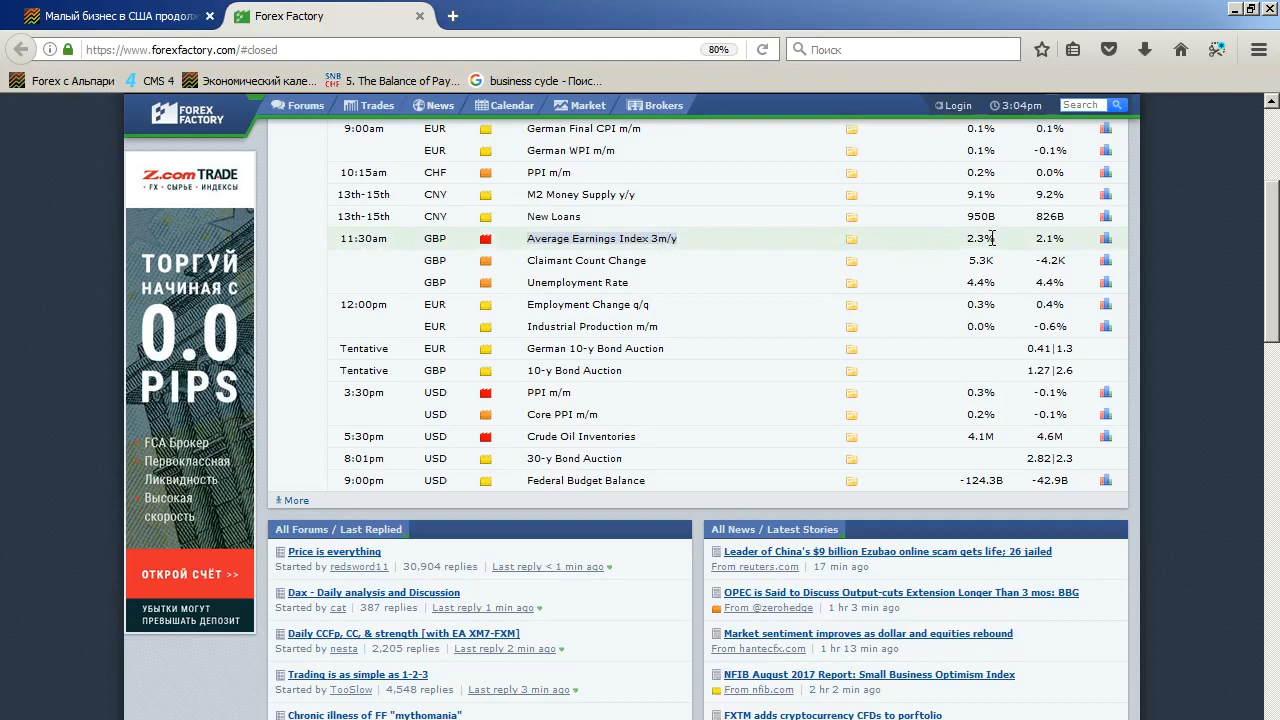 Малый бизнес в США продол
Forex Factory
https://www.forexfactory.com/#closed
80%
Поиск
Forex с Альпари
CMS 4
Экономический кале...
SNB
CHF
5. The Balance of Pay...
business cycle - Поис...
FOREX
FACTORY
Forums
Trades
News
Calendar
Market
Brokers
Login
3:04pm
Search
9:00am EUR German Final CPI m/m 0.1% 0.1%
EUR German WPI m/m 0.1% -0.1%
10:15am CHF PPI m/m 0.2% 0.0%
13th-15th CNY M2 Money Supply y/y 9.1% 9.2%
13th-15th CNY New Loans 950B 826B
11:30am GBP Average Earnings Index 3m/y 2.3% 2.1%
GBP Claimant Count Change 5.3K -4.2K
GBP Unemployment Rate 4.4% 4.4%
12:00pm EUR Employment Change q/q 0.3% 0.4%
EUR Industrial Production m/m 0.0% -0.6%
Tentative EUR German 10-y Bond Auction 0.41|1.3
Tentative GBP 10-y Bond Auction 1.27|2.6
3:30pm USD PPI m/m 0.3% -0.1%
USD Core PPI m/m 0.2% -0.1%
5:30pm USD Crude Oil Inventories 4.1M 4.6M
8:01pm USD 30-y Bond Auction 2.82|2.3
9:00pm USD Federal Budget Balance -124.3B -42.9B
More
Z.com TRADE
• FX • СЫРЬЕ • ИНДЕКСЫ
ТОРГУЙ
НАЧИНАЯ С
0.0
PIPS
FCA Брокер
Первоклассная
Ликвидность
Высокая
скорость
ОТКРОЙ СЧЁТ >>
УБЫТКИ МОГУТ
ПРЕВЫШАТЬ ДЕПОЗИТ
All Forums / Last Replied
Price is everything
Started by redsword11 | 30,904 replies | Last reply < 1 min ago
Dax - Daily analysis and Discussion
Started by cat | 387 replies | Last reply 1 min ago
Daily CCFp, CC, & strength [with EA XM7-FXM]
Started by nesta | 2,205 replies | Last reply 2 min ago
Trading is as simple as 1-2-3
Started by TooSlow | 4,548 replies | Last reply 3 min ago
Chronic illness of FF "mythomania"
All News / Latest Stories
Leader of China's $9 billion Ezubao online scam gets life; 26 jailed
From reuters.com | 17 min ago
OPEC is Said to Discuss Output-cuts Extension Longer Than 3 mos: BBG
From @zerohedge | 1 hr 3 min ago
Market sentiment improves as dollar and equities rebound
From hantecfx.com | 1 hr 13 min ago
NFIB August 2017 Report: Small Business Optimism Index
From nfib.com | 2 hr 2 min ago
FXTM adds cryptocurrency CFDs to porftolio